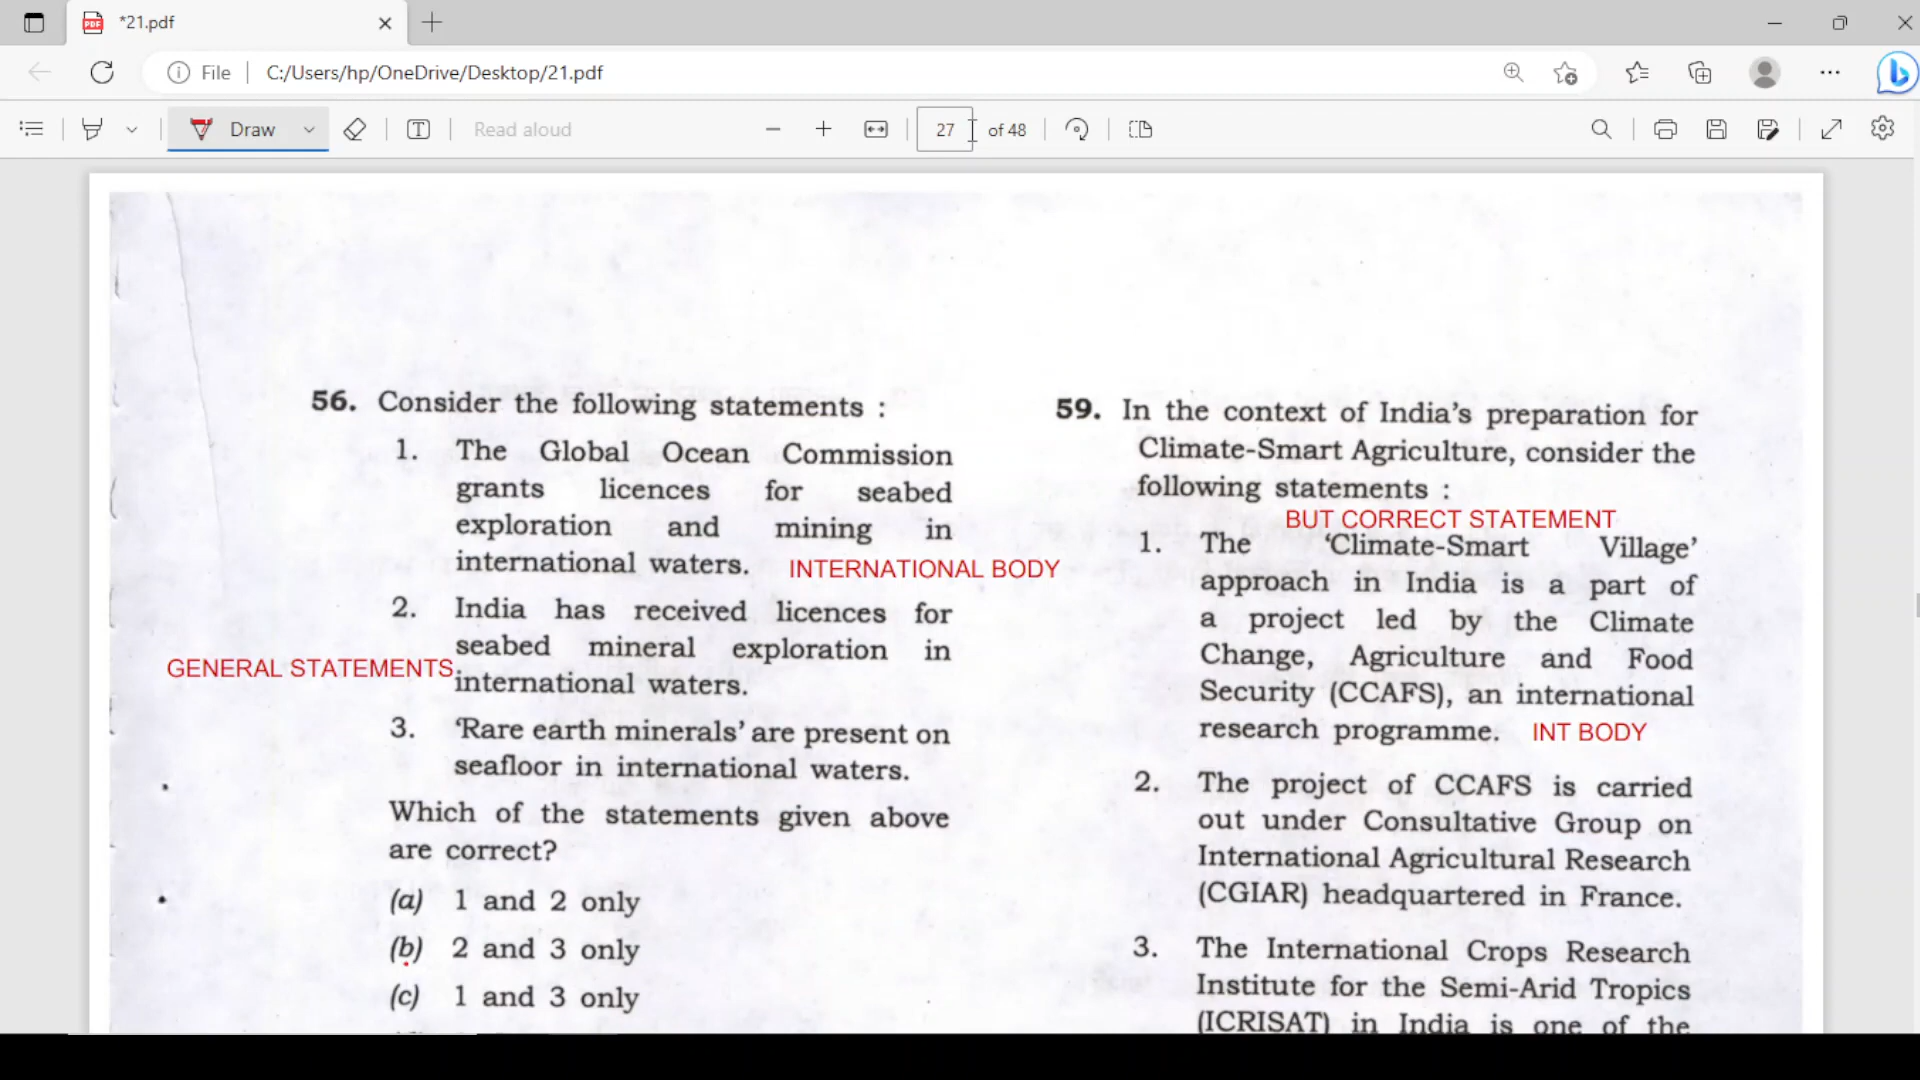 *21.pdf
File
C:/Users/hp/OneDrive/Desktop/21.pdf
Draw
Read aloud
27
of 48
56. Consider the following statements :
1. The Global Ocean Commission
grants licences for seabed
exploration and mining in
international waters.
INTERNATIONAL BODY
2. India has received licences for
seabed mineral exploration in
GENERAL STATEMENTS
international waters.
3. 'Rare earth minerals' are present on
seafloor in international waters.
Which of the statements given above
are correct?
(a) 1 and 2 only
(b) 2 and 3 only
(c) 1 and 3 only
59. In the context of India's preparation for
Climate-Smart Agriculture, consider the
following statements :
BUT CORRECT STATEMENT
1. The 'Climate-Smart Village'
approach in India is a part of
a project led by the Climate
Change, Agriculture and Food
Security (CCAFS), an international
research programme.
INT BODY
2. The project of CCAFS is carried
out under Consultative Group on
International Agricultural Research
(CGIAR) headquartered in France.
3. The International Crops Research
Institute for the Semi-Arid Tropics
(ICRISAT) in India is one of the